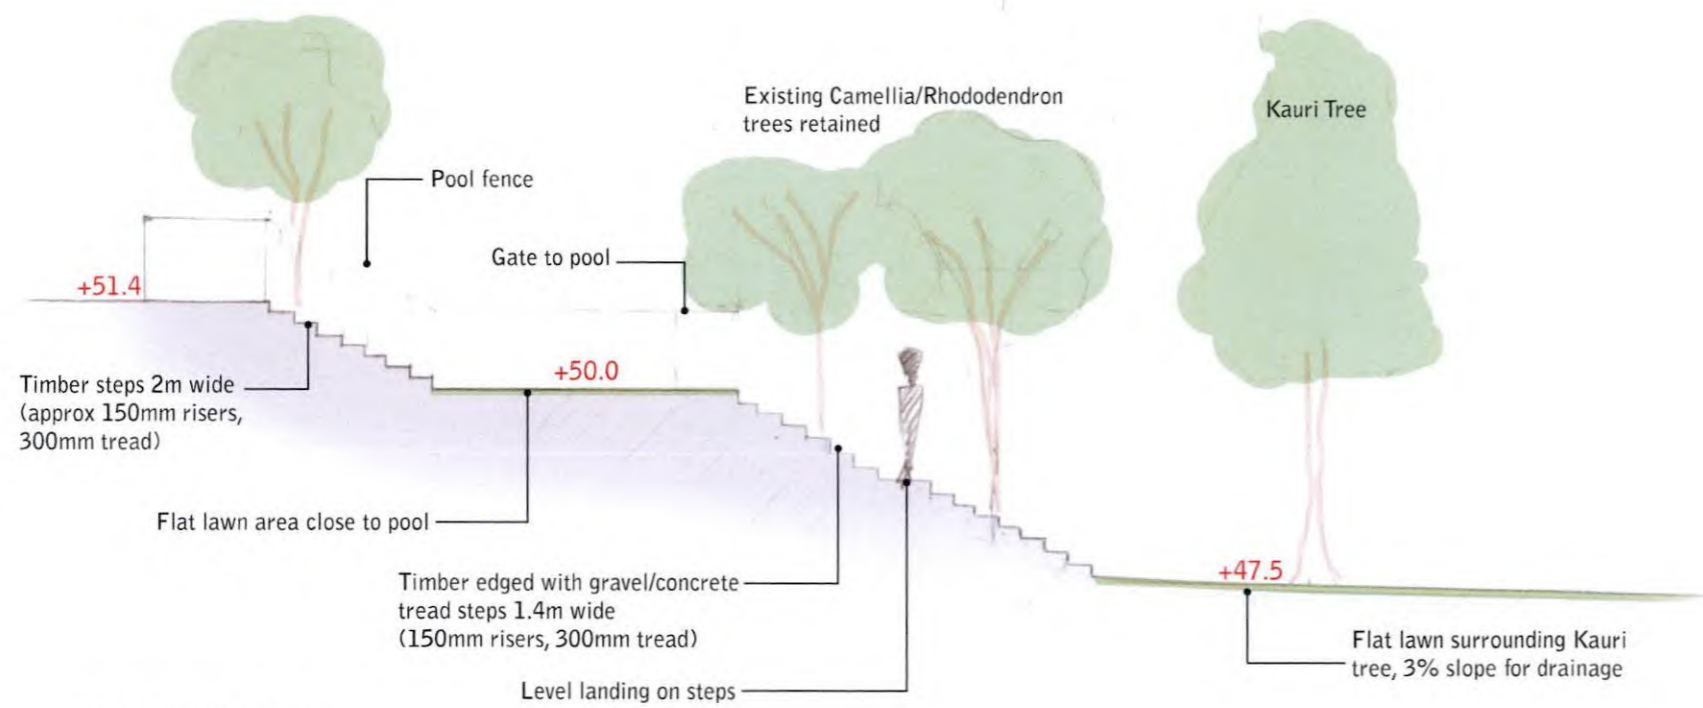 Existing Camellia/Rhododendron
trees retained
Kauri Tree
Pool fence
Gate to pool
+51.4
+50.0
Timber steps 2m wide
(approx 150mm risers,
300mm tread)
Flat lawn area close to pool
Timber edged with gravel/concrete
tread steps 1.4m wide
(150mm risers, 300mm tread)
Level landing on steps
+47.5
Flat lawn surrounding Kauri
tree, 3% slope for drainage